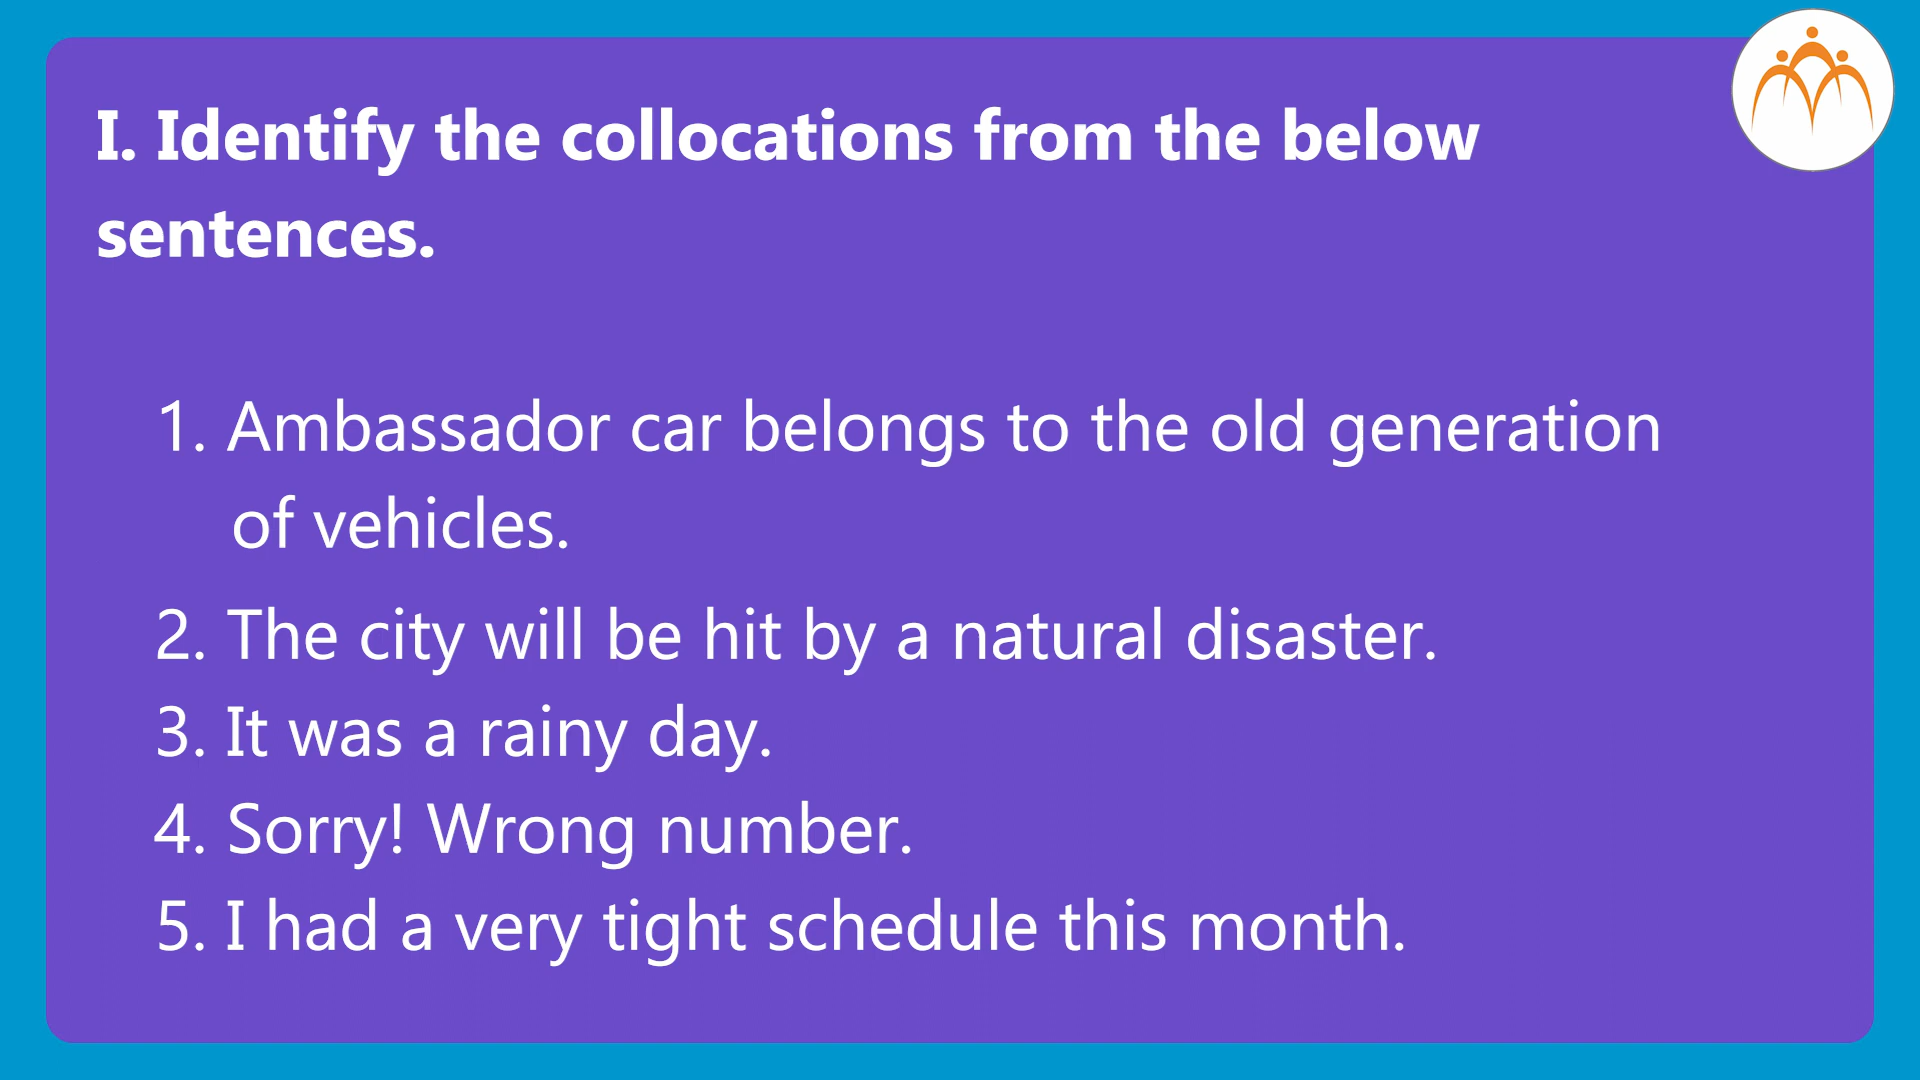 I. Identify the collocations from the below
sentences.
1. Ambassador car belongs to the old generation
of vehicles.
2. The city will be hit by a natural disaster.
3. It was a rainy day.
4. Sorry! Wrong number.
5. I had a very tight schedule this month.